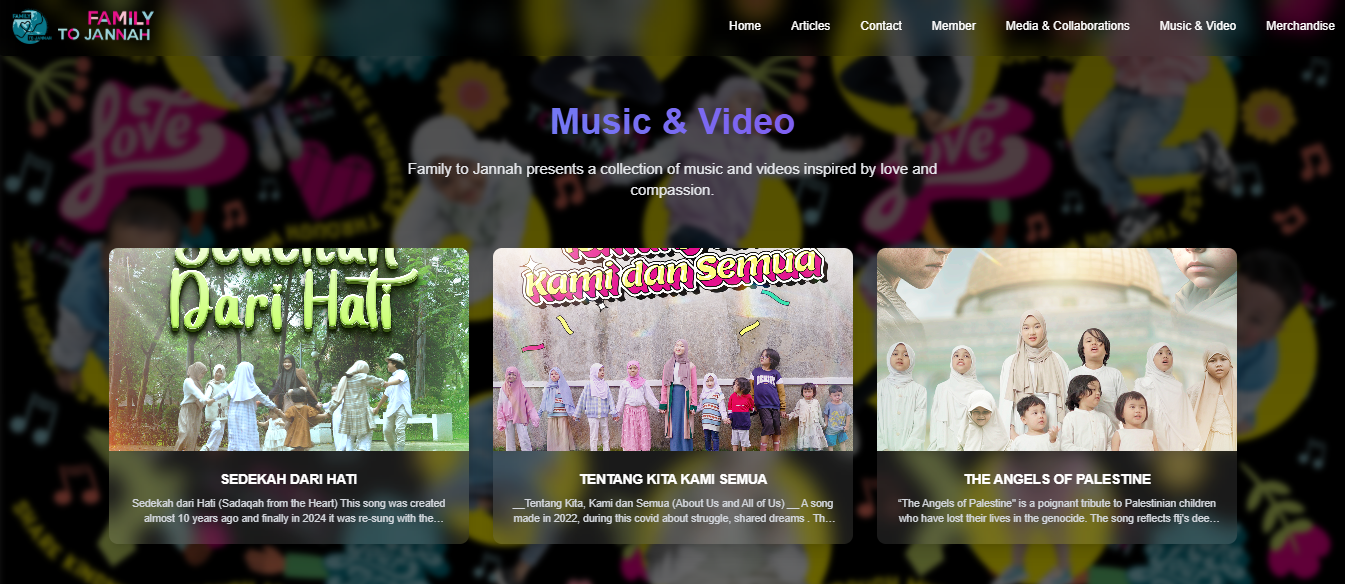 FAMILY
TO JANNAH
Home
Articles
Contact
Member
Media & Collaborations
Music & Video
Merchandise
Music & Video
Family to Jannah presents a collection of music and videos inspired by love and
compassion.
Love
SHARE KINDNESS
THROUGH
Sedekah
Dari Hati
Kami dan Semua
SEDEKAH DARI HATI
Sedekah dari Hati (Sadaqah from the Heart) This song was created
almost 10 years ago and finally in 2024 it was re-sung with the…
TENTANG KITA KAMI SEMUA
__Tentang Kita, Kami dan Semua (About Us and All of Us) __ A song
made in 2022, during this covid about struggle, shared dreams . Th…
THE ANGELS OF PALESTINE
"The Angels of Palestine" is a poignant tribute to Palestinian children
who have lost their lives in the genocide. The song reflects ftj's dee…